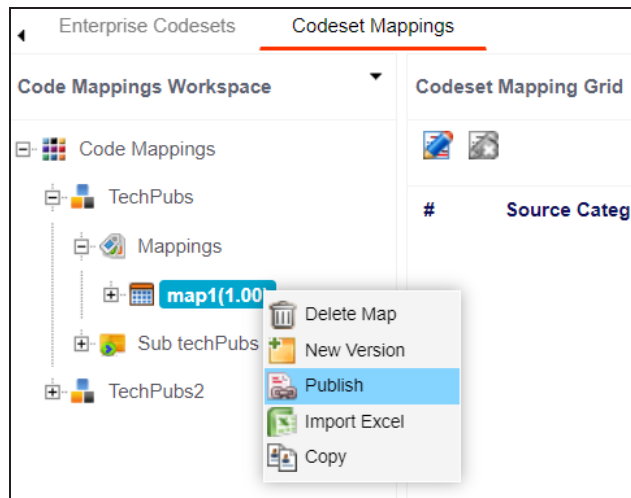 Enterprise Codesets Codeset Mappings
Code Mappings Workspace
Codeset Mapping Grid
Code Mappings
TechPubs
# Source Categ
Mappings
map1(1.00)
Delete Map
New Version
Sub techPubs
Publish
TechPubs2
Import Excel
Copy